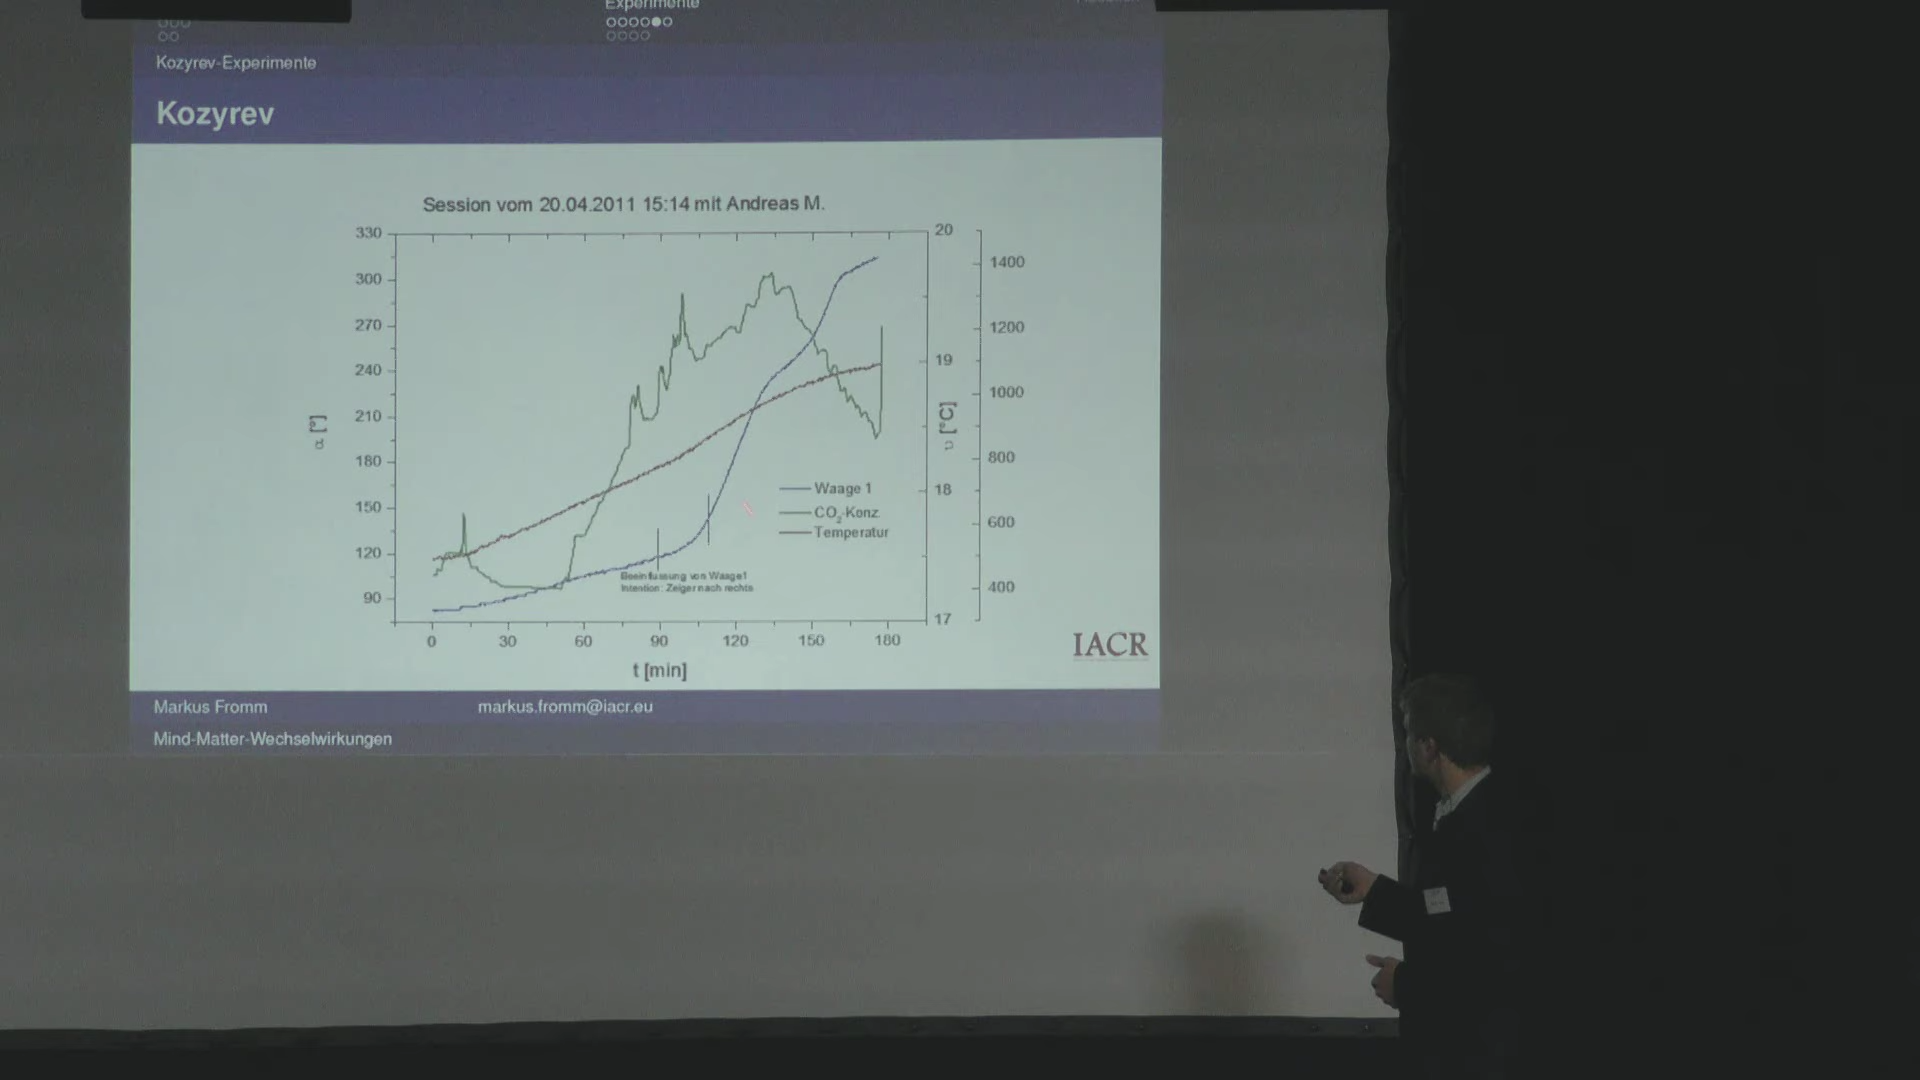 Experimente
Kozyrev-Experimente
Kozyrev
Session vom 20.04.2011 15:14 mit Andreas M.
330
300
270
240
210
180
150
120
90
α [°]
20
19
18
17
υ [°C]
1400
1200
1000
800
600
400
Waage 1
CO2-Konz.
Temperatur
Beeinflussung von Waage1
Intention: Zeiger nach rechts
0 30 60 90 120 150 180
t [min]
IACR
Markus Fromm markus.fromm@iacr.eu
Mind-Matter-Wechselwirkungen